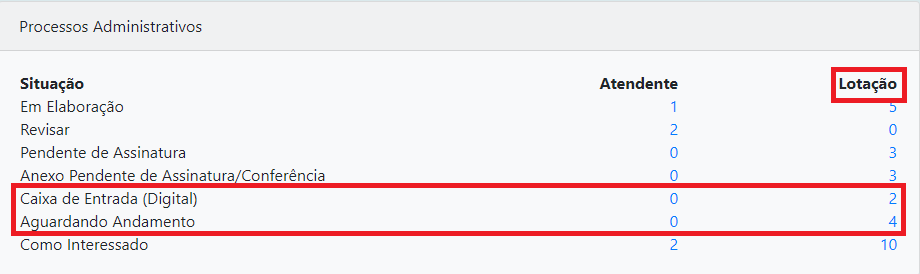 Processos Administrativos
Situação Atendente Lotação
Em Elaboração 1 5
Revisar 2 0
Pendente de Assinatura 0 3
Anexo Pendente de Assinatura/Conferência 0 3
Caixa de Entrada (Digital) 0 2
Aguardando Andamento 0 4
Como Interessado 2 10